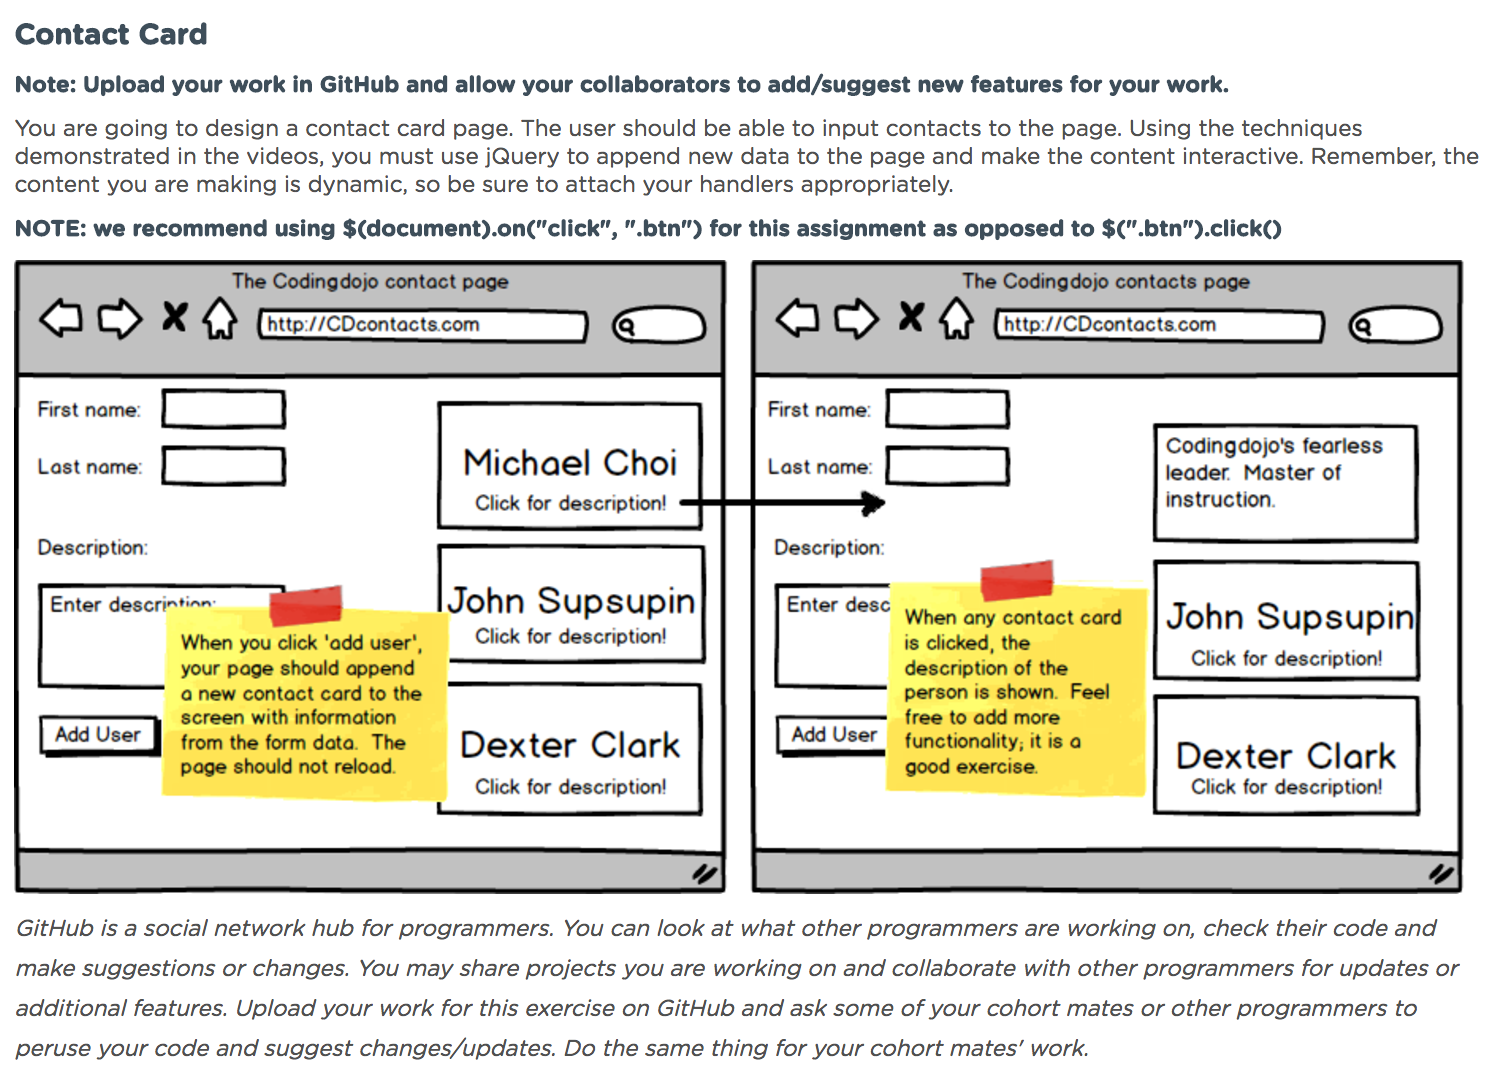 Contact Card
Note: Upload your work in GitHub and allow your collaborators to add/suggest new features for your work.
You are going to design a contact card page. The user should be able to input contacts to the page. Using the techniques
demonstrated in the videos, you must use jQuery to append new data to the page and make the content interactive. Remember, the
content you are making is dynamic, so be sure to attach your handlers appropriately.
NOTE: we recommend using $(document).on("click", ".btn") for this assignment as opposed to $(".btn").click()
The Codingdojo contact page
http://CDcontacts.com
First name:
Last name:
Description:
Enter description:
Add User
When you click 'add user',
your page should append
a new contact card to the
screen with information
from the form data. The
page should not reload.
Michael Choi
Click for description!
John Supsupin
Click for description!
Dexter Clark
Click for description!
The Codingdojo contacts page
http://CDcontacts.com
First name:
Last name:
Description:
Enter desc
Add User
When any contact card
is clicked, the
description of the
person is shown. Feel
free to add more
functionality; it is a
good exercise.
Codingdojo's fearless
leader. Master of
instruction.
John Supsupin
Click for description!
Dexter Clark
Click for description!
GitHub is a social network hub for programmers. You can look at what other programmers are working on, check their code and
make suggestions or changes. You may share projects you are working on and collaborate with other programmers for updates or
additional features. Upload your work for this exercise on GitHub and ask some of your cohort mates or other programmers to
peruse your code and suggest changes/updates. Do the same thing for your cohort mates' work.